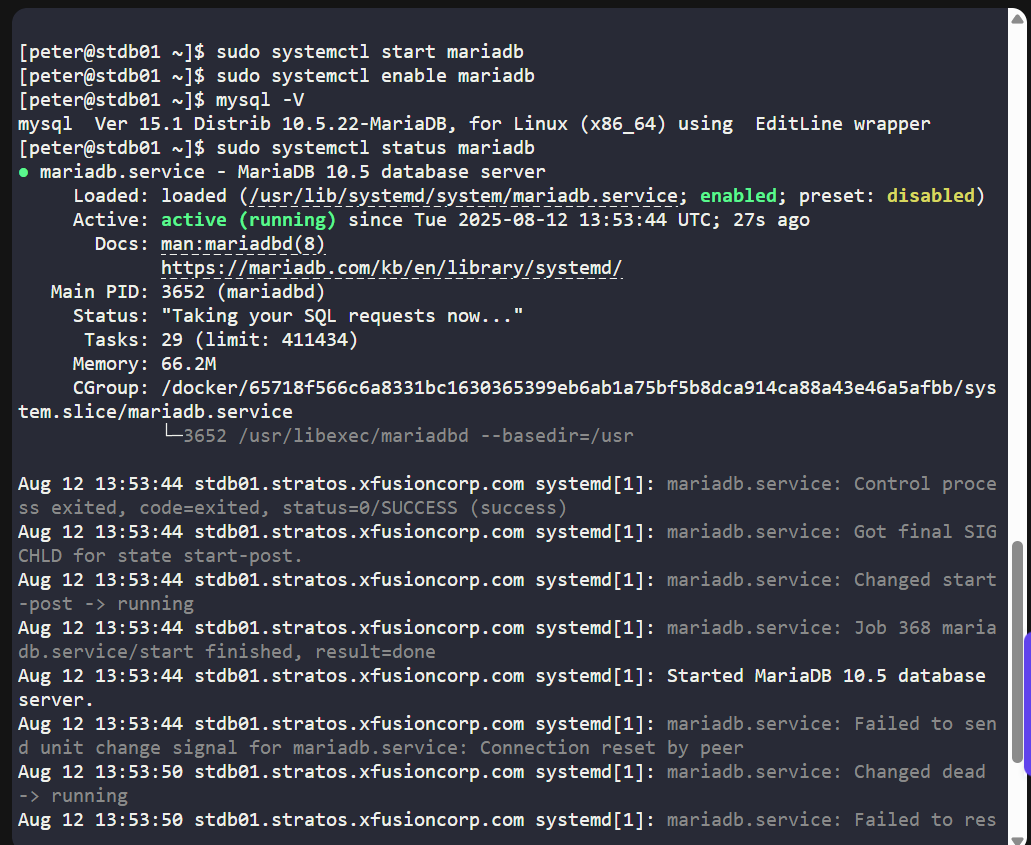 [peter@stdb01 ~]$ sudo systemctl start mariadb
[peter@stdb01 ~]$ sudo systemctl enable mariadb
[peter@stdb01 ~]$ mysql -V
mysql  Ver 15.1 Distrib 10.5.22-MariaDB, for Linux (x86_64) using  EditLine wrapper
[peter@stdb01 ~]$ sudo systemctl status mariadb
● mariadb.service - MariaDB 10.5 database server
     Loaded: loaded (/usr/lib/systemd/system/mariadb.service; enabled; preset: disabled)
     Active: active (running) since Tue 2025-08-12 13:53:44 UTC; 27s ago
       Docs: man:mariadbd(8)
             https://mariadb.com/kb/en/library/systemd/
   Main PID: 3652 (mariadbd)
     Status: "Taking your SQL requests now..."
      Tasks: 29 (limit: 411434)
     Memory: 66.2M
     CGroup: /docker/65718f566c6a8331bc1630365399eb6ab1a75bf5b8dca914ca88a43e46a5afbb/sys
tem.slice/mariadb.service
             └─3652 /usr/libexec/mariadbd --basedir=/usr
Aug 12 13:53:44 stdb01.stratos.xfusioncorp.com systemd[1]: mariadb.service: Control proce
ss exited, code=exited, status=0/SUCCESS (success)
Aug 12 13:53:44 stdb01.stratos.xfusioncorp.com systemd[1]: mariadb.service: Got final SIG
CHLD for state start-post.
Aug 12 13:53:44 stdb01.stratos.xfusioncorp.com systemd[1]: mariadb.service: Changed start
-post -> running
Aug 12 13:53:44 stdb01.stratos.xfusioncorp.com systemd[1]: mariadb.service: Job 368 maria
db.service/start finished, result=done
Aug 12 13:53:44 stdb01.stratos.xfusioncorp.com systemd[1]: Started MariaDB 10.5 database
server.
Aug 12 13:53:44 stdb01.stratos.xfusioncorp.com systemd[1]: mariadb.service: Failed to sen
d unit change signal for mariadb.service: Connection reset by peer
Aug 12 13:53:50 stdb01.stratos.xfusioncorp.com systemd[1]: mariadb.service: Changed dead
-> running
Aug 12 13:53:50 stdb01.stratos.xfusioncorp.com systemd[1]: mariadb.service: Failed to res